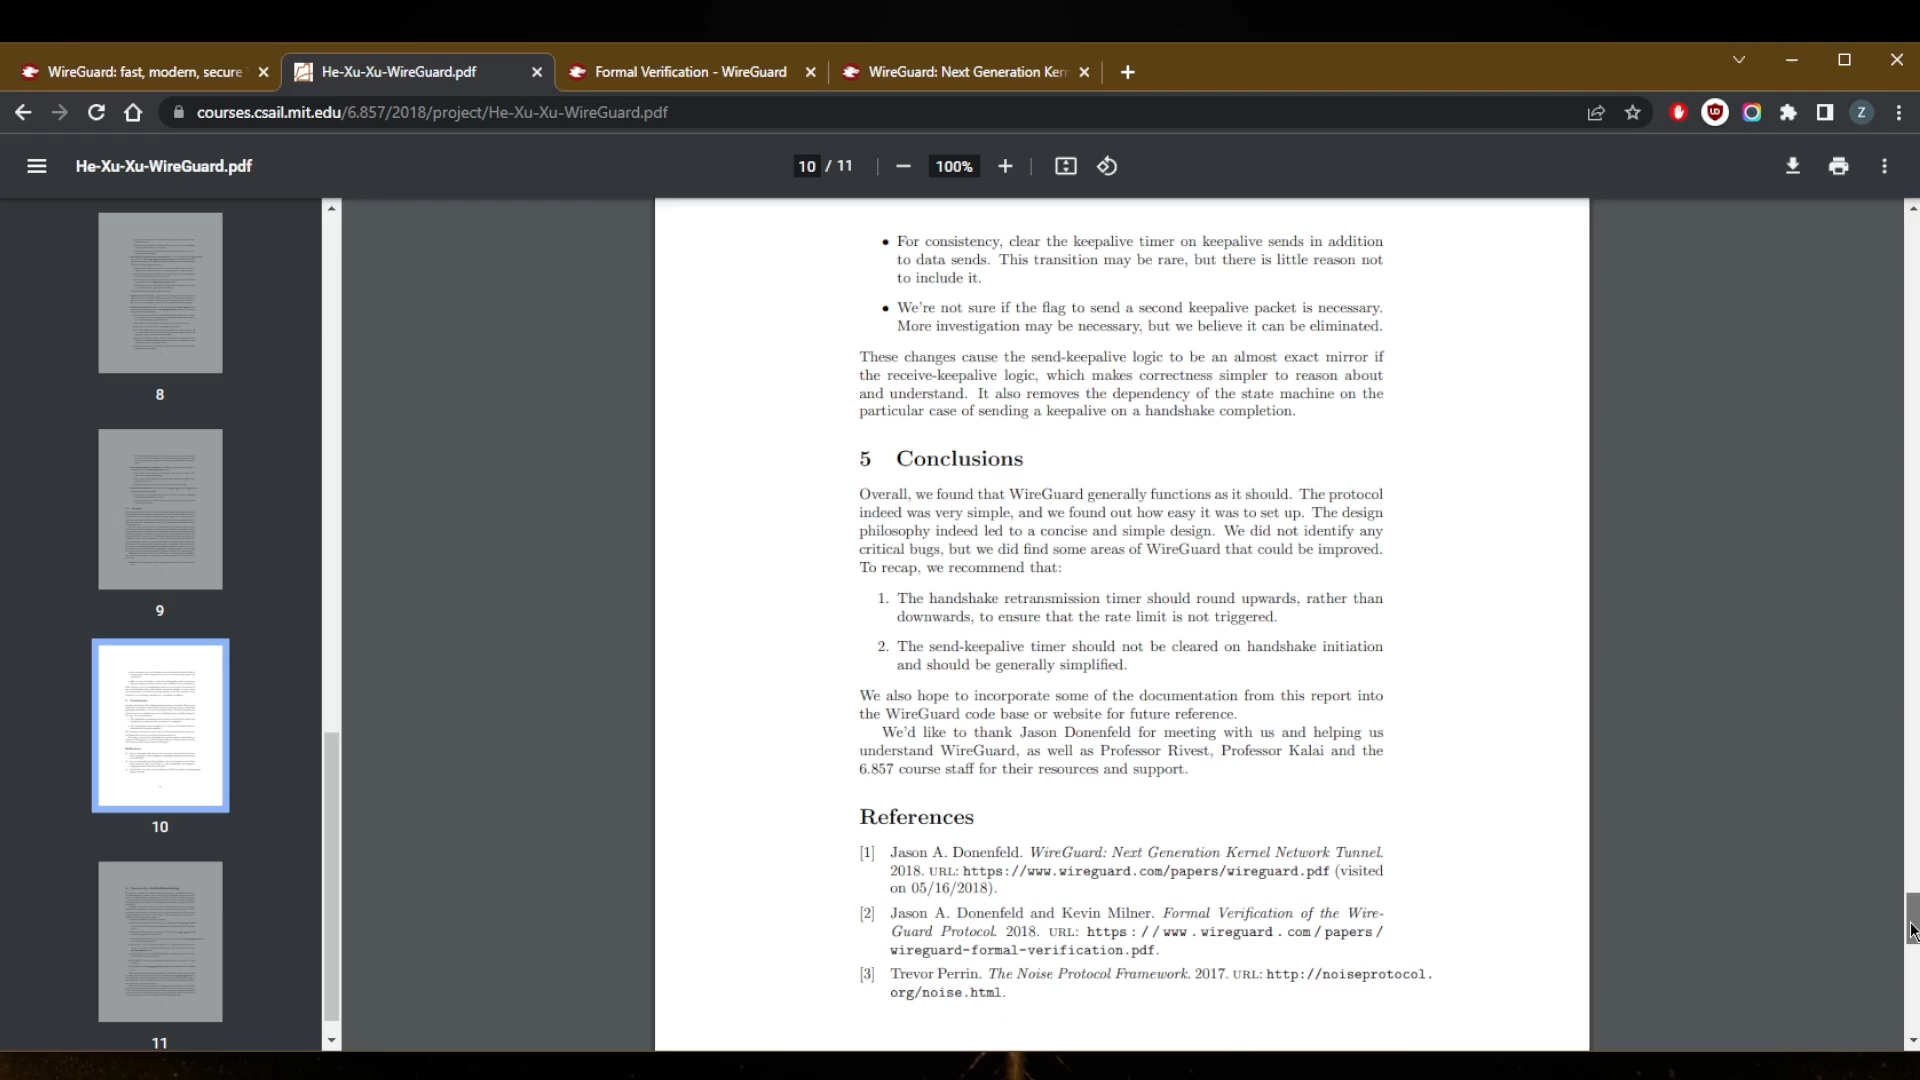 WireGuard: fast, modern, secure
He-Xu-Xu-WireGuard.pdf
Formal Verification - WireGuard
WireGuard: Next Generation Ker
courses.csail.mit.edu/6.857/2018/project/He-Xu-Xu-WireGuard.pdf
Z
He-Xu-Xu-WireGuard.pdf
10 / 11
100%
8
9
10
11
• For consistency, clear the keepalive timer on keepalive sends in addition
to data sends. This transition may be rare, but there is little reason not
to include it.
• We're not sure if the flag to send a second keepalive packet is necessary.
More investigation may be necessary, but we believe it can be eliminated.
These changes cause the send-keepalive logic to be an almost exact mirror if
the receive-keepalive logic, which makes correctness simpler to reason about
and understand. It also removes the dependency of the state machine on the
particular case of sending a keepalive on a handshake completion.
5 Conclusions
Overall, we found that WireGuard generally functions as it should. The protocol
indeed was very simple, and we found out how easy it was to set up. The design
philosophy indeed led to a concise and simple design. We did not identify any
critical bugs, but we did find some areas of WireGuard that could be improved.
To recap, we recommend that:
1. The handshake retransmission timer should round upwards, rather than
downwards, to ensure that the rate limit is not triggered.
2. The send-keepalive timer should not be cleared on handshake initiation
and should be generally simplified.
We also hope to incorporate some of the documentation from this report into
the WireGuard code base or website for future reference.
We'd like to thank Jason Donenfeld for meeting with us and helping us
understand WireGuard, as well as Professor Rivest, Professor Kalai and the
6.857 course staff for their resources and support.
References
[1] Jason A. Donenfeld. WireGuard: Next Generation Kernel Network Tunnel.
2018. URL: https://www.wireguard.com/papers/wireguard.pdf (visited
on 05/16/2018).
[2] Jason A. Donenfeld and Kevin Milner. Formal Verification of the Wire-
Guard Protocol. 2018. URL: https : / / www . wireguard . com / papers /
wireguard-formal-verification.pdf.
[3] Trevor Perrin. The Noise Protocol Framework. 2017. URL: http://noiseprotocol.
org/noise.html.